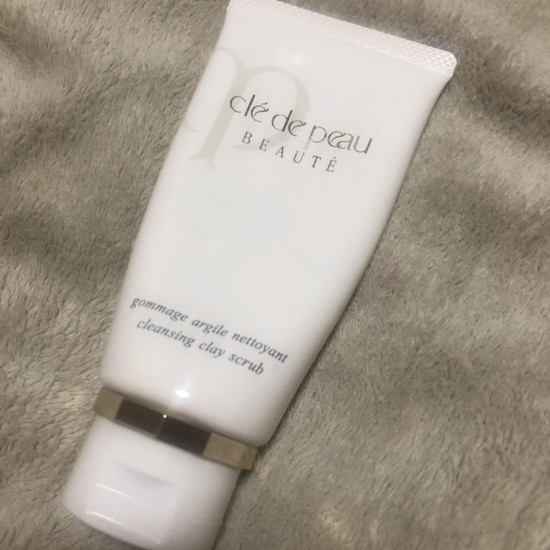 clé de peau
BEAUTÉ
gommage argile nettoyant
cleansing clay scrub